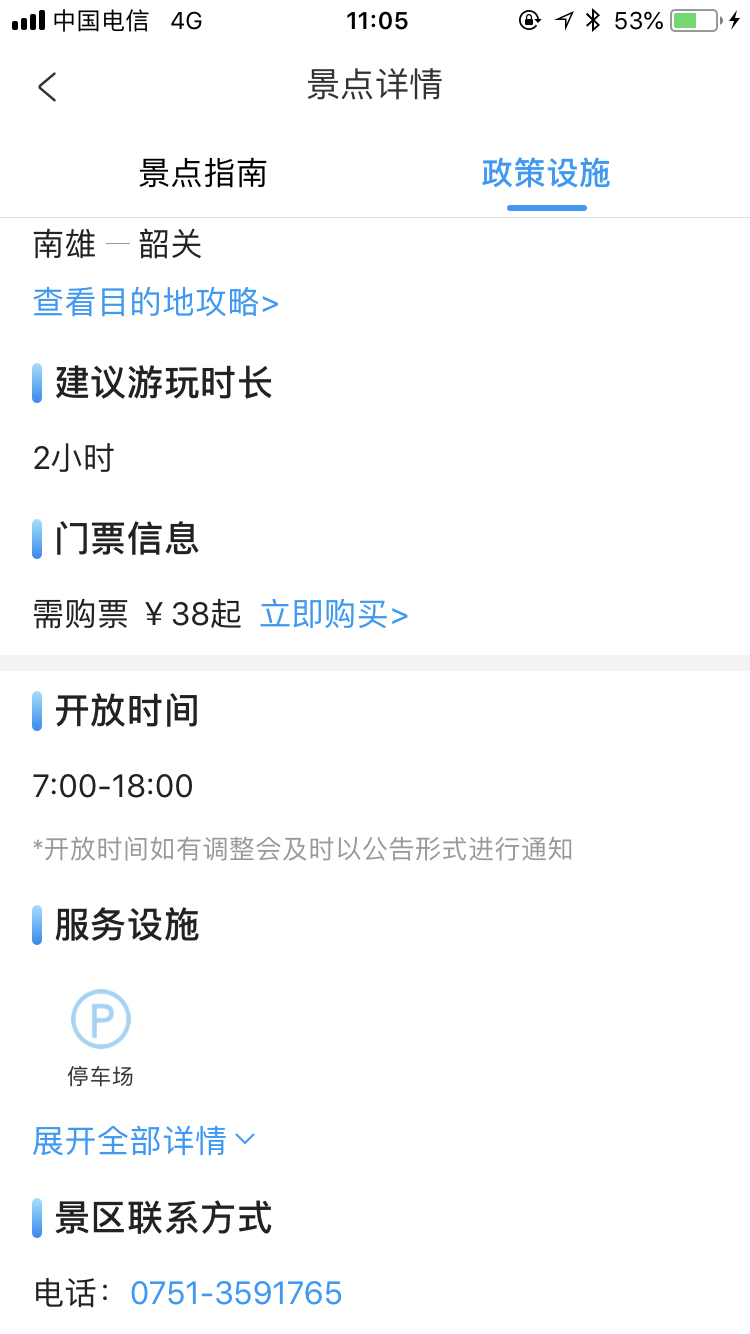 中国电信 4G 11:05 53%
景点详情
景点指南 政策设施
南雄 — 韶关
查看目的地攻略>
建议游玩时长
2小时
门票信息
需购票 ￥38起 立即购买>
开放时间
7:00-18:00
*开放时间如有调整会及时以公告形式进行通知
服务设施
P
停车场
展开全部详情
景区联系方式
电话：0751-3591765